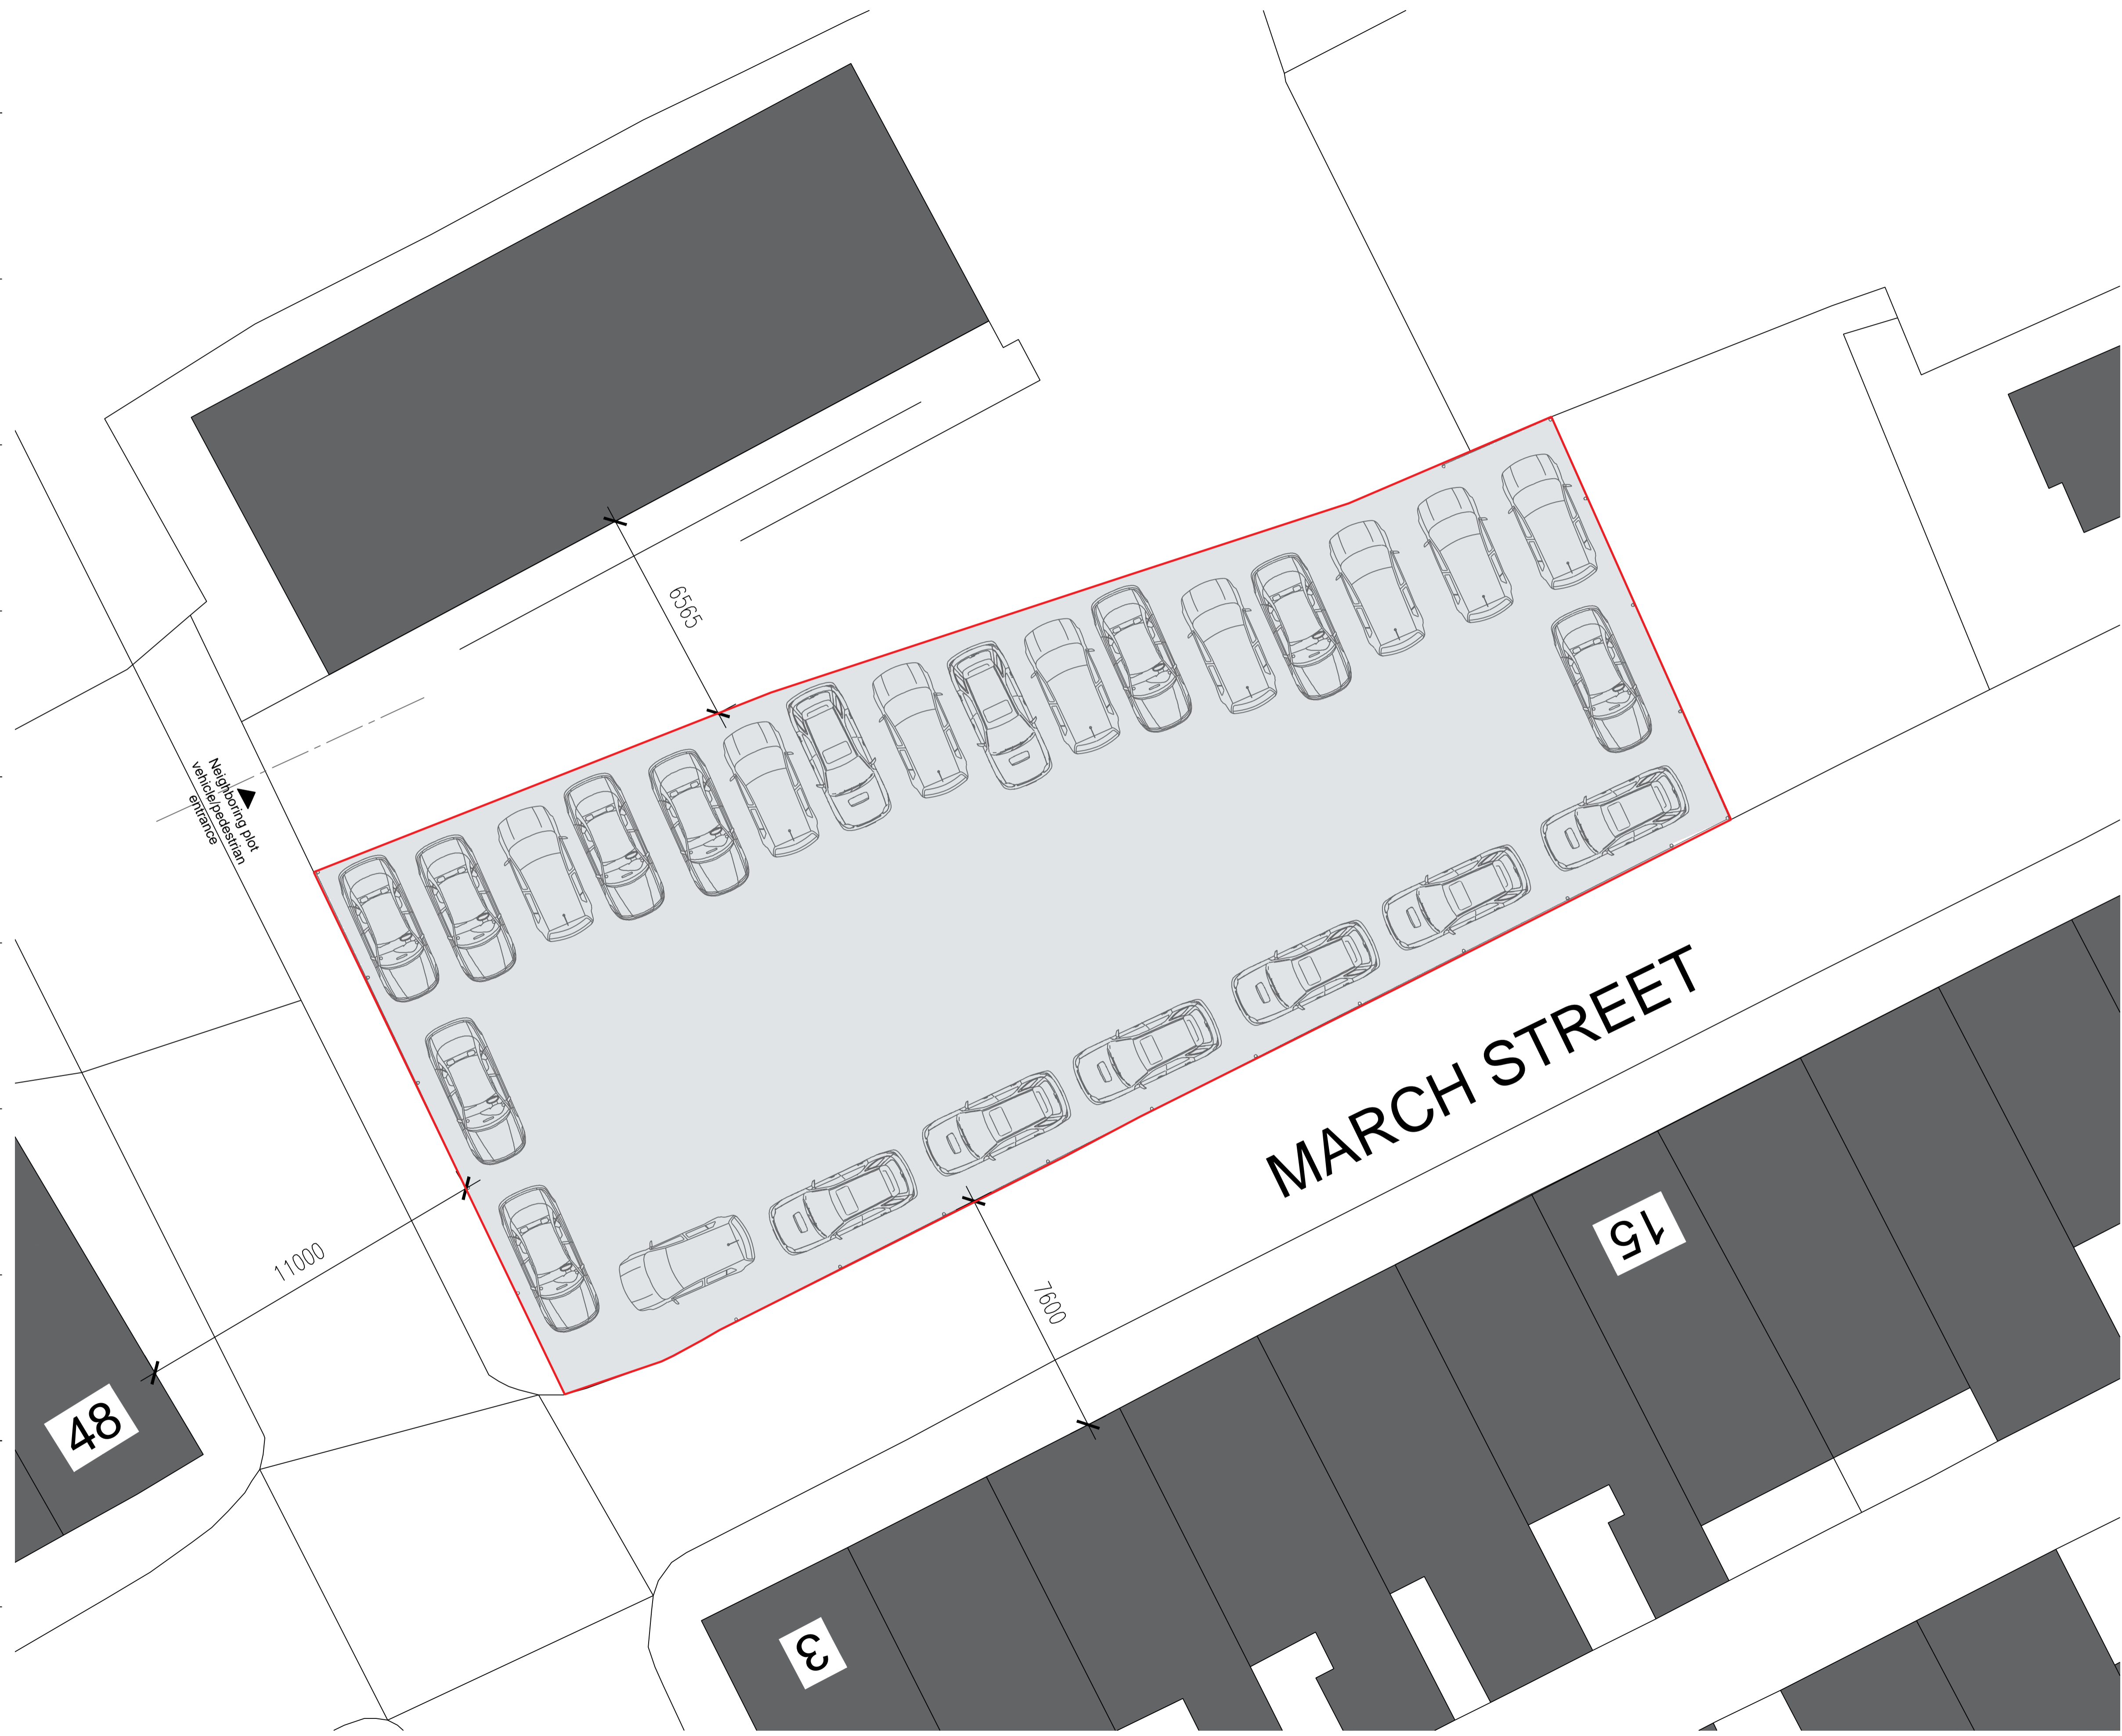 6565
Neighboring plot
vehicle/pedestrian
entrance
MARCH STREET
15
11000
7600
48
3